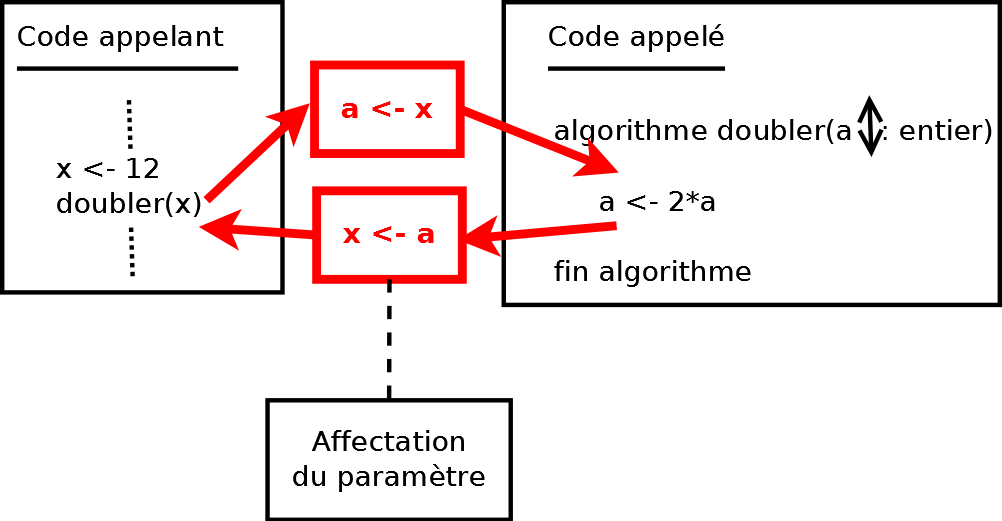 Code appelant
x <- 12
doubler(x)
a <- x
x <- a
Code appelé
algorithme doubler(a : entier)
a <- 2*a
fin algorithme
Affectation
du paramètre